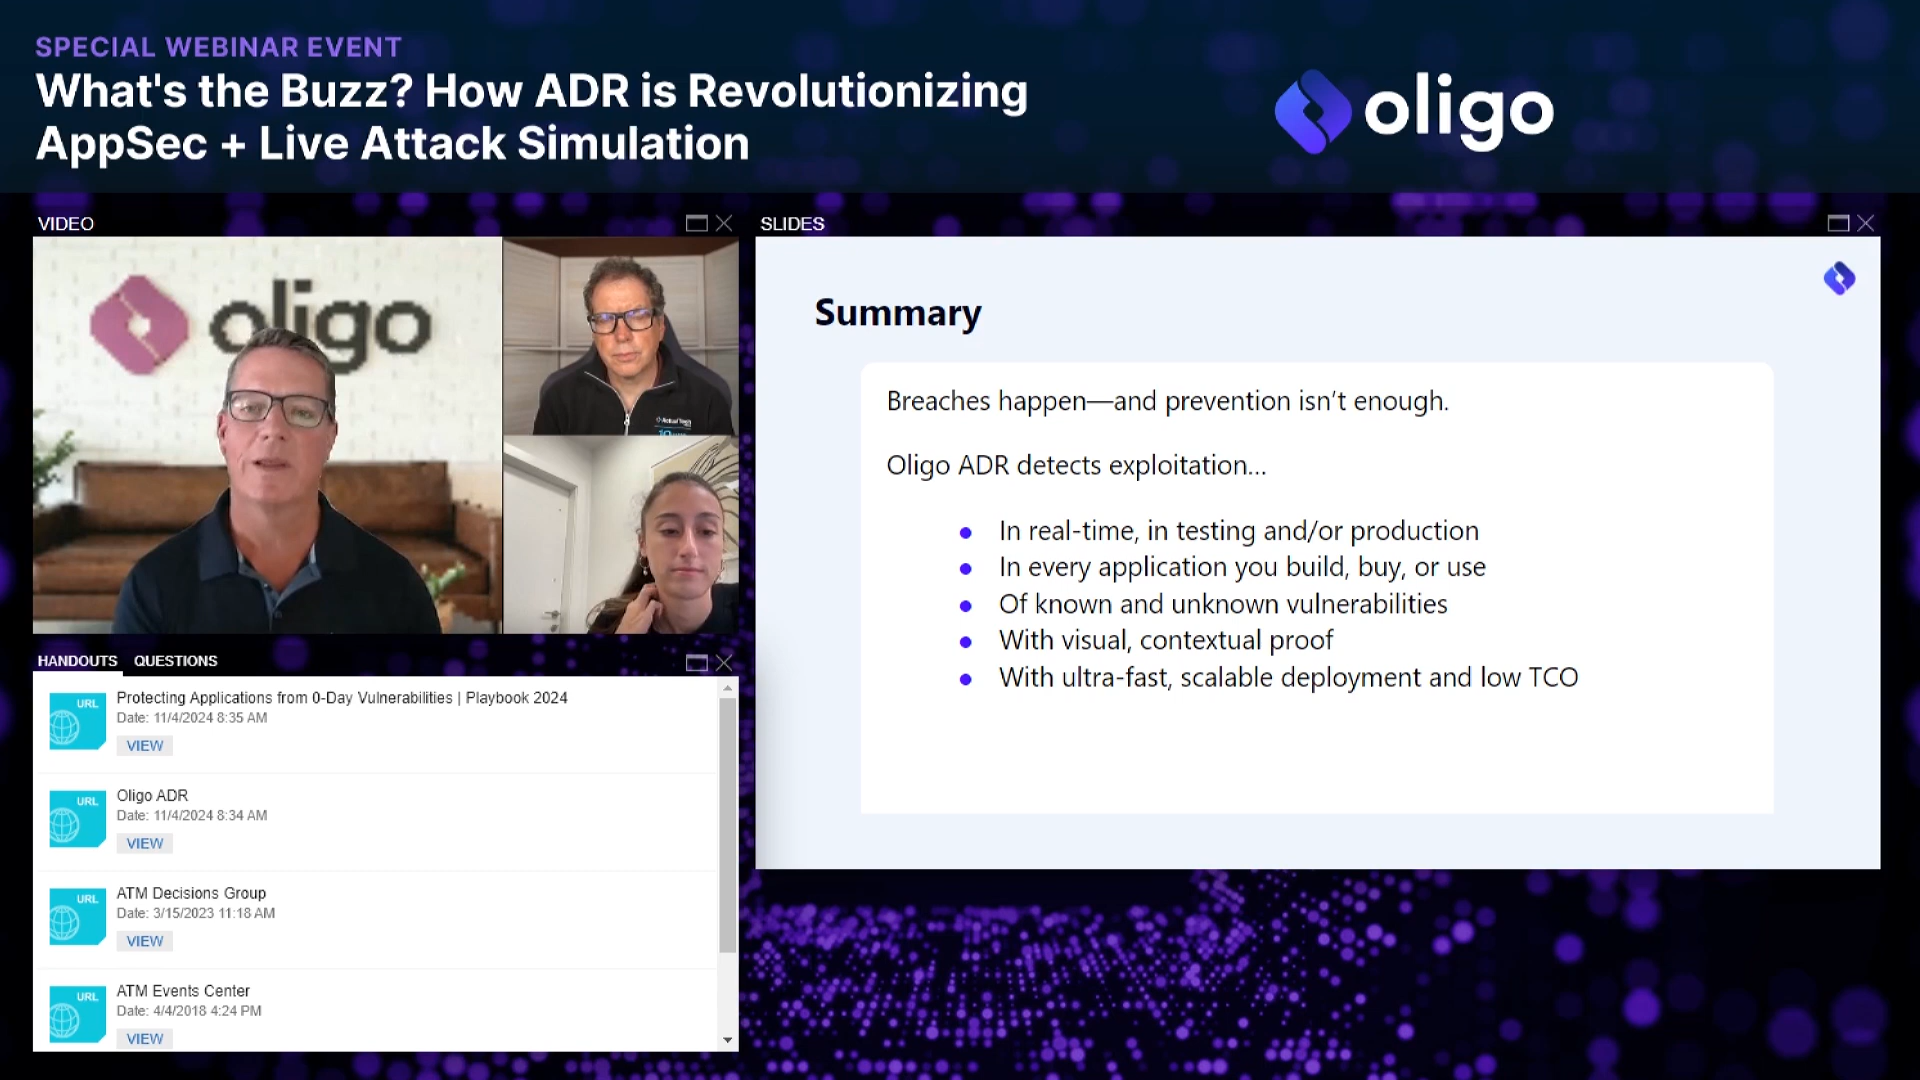 SPECIAL WEBINAR EVENT
What's the Buzz? How ADR is Revolutionizing
AppSec + Live Attack Simulation
oligo
VIDEO
SLIDES
oligo
Summary
Breaches happen—and prevention isn't enough.
Oligo ADR detects exploitation...
In real-time, in testing and/or production
In every application you build, buy, or use
Of known and unknown vulnerabilities
With visual, contextual proof
With ultra-fast, scalable deployment and low TCO
HANDOUTS QUESTIONS
URL
Protecting Applications from 0-Day Vulnerabilities | Playbook 2024
Date: 11/4/2024 8:35 AM
VIEW
URL
Oligo ADR
Date: 11/4/2024 8:34 AM
VIEW
URL
ATM Decisions Group
Date: 3/15/2023 11:18 AM
VIEW
URL
ATM Events Center
Date: 4/4/2018 4:24 PM
VIEW